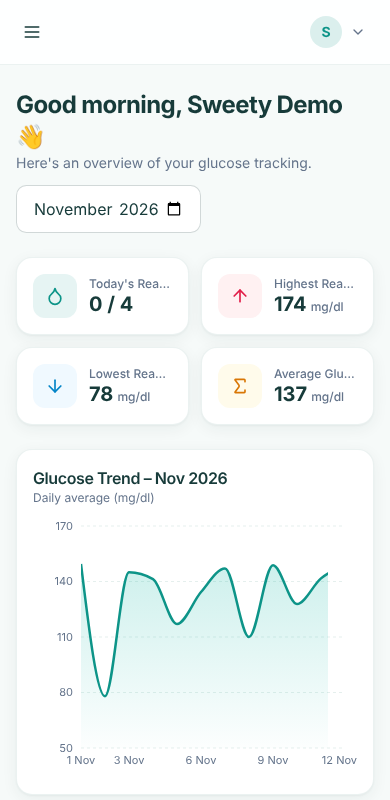 S
Good morning, Sweety Demo
👋
Here's an overview of your glucose tracking.
November 2026
Today's Rea...
0 / 4
Highest Rea...
174 mg/dl
Lowest Rea...
78 mg/dl
Average Glu...
137 mg/dl
Glucose Trend – Nov 2026
Daily average (mg/dl)
170
140
110
80
50
1 Nov 3 Nov 6 Nov 9 Nov 12 Nov